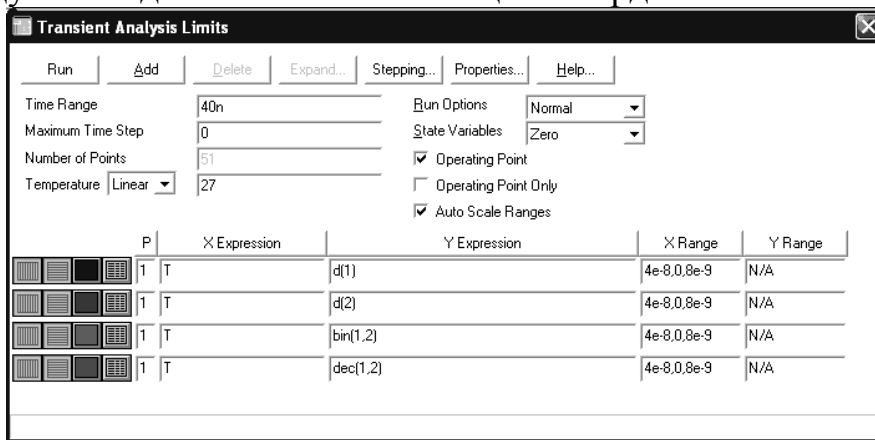 Transient Analysis Limits
Run Add Delete Expand... Stepping... Properties... Help...
Time Range 40n Run Options Normal
Maximum Time Step 0 State Variables Zero
Number of Points 51 Operating Point
Temperature Linear 27 Operating Point Only
Auto Scale Ranges
P X Expression Y Expression X Range Y Range
1 T d(1) 4e-8,0,8e-9 N/A
1 T d(2) 4e-8,0,8e-9 N/A
1 T bin(1,2) 4e-8,0,8e-9 N/A
1 T dec(1,2) 4e-8,0,8e-9 N/A